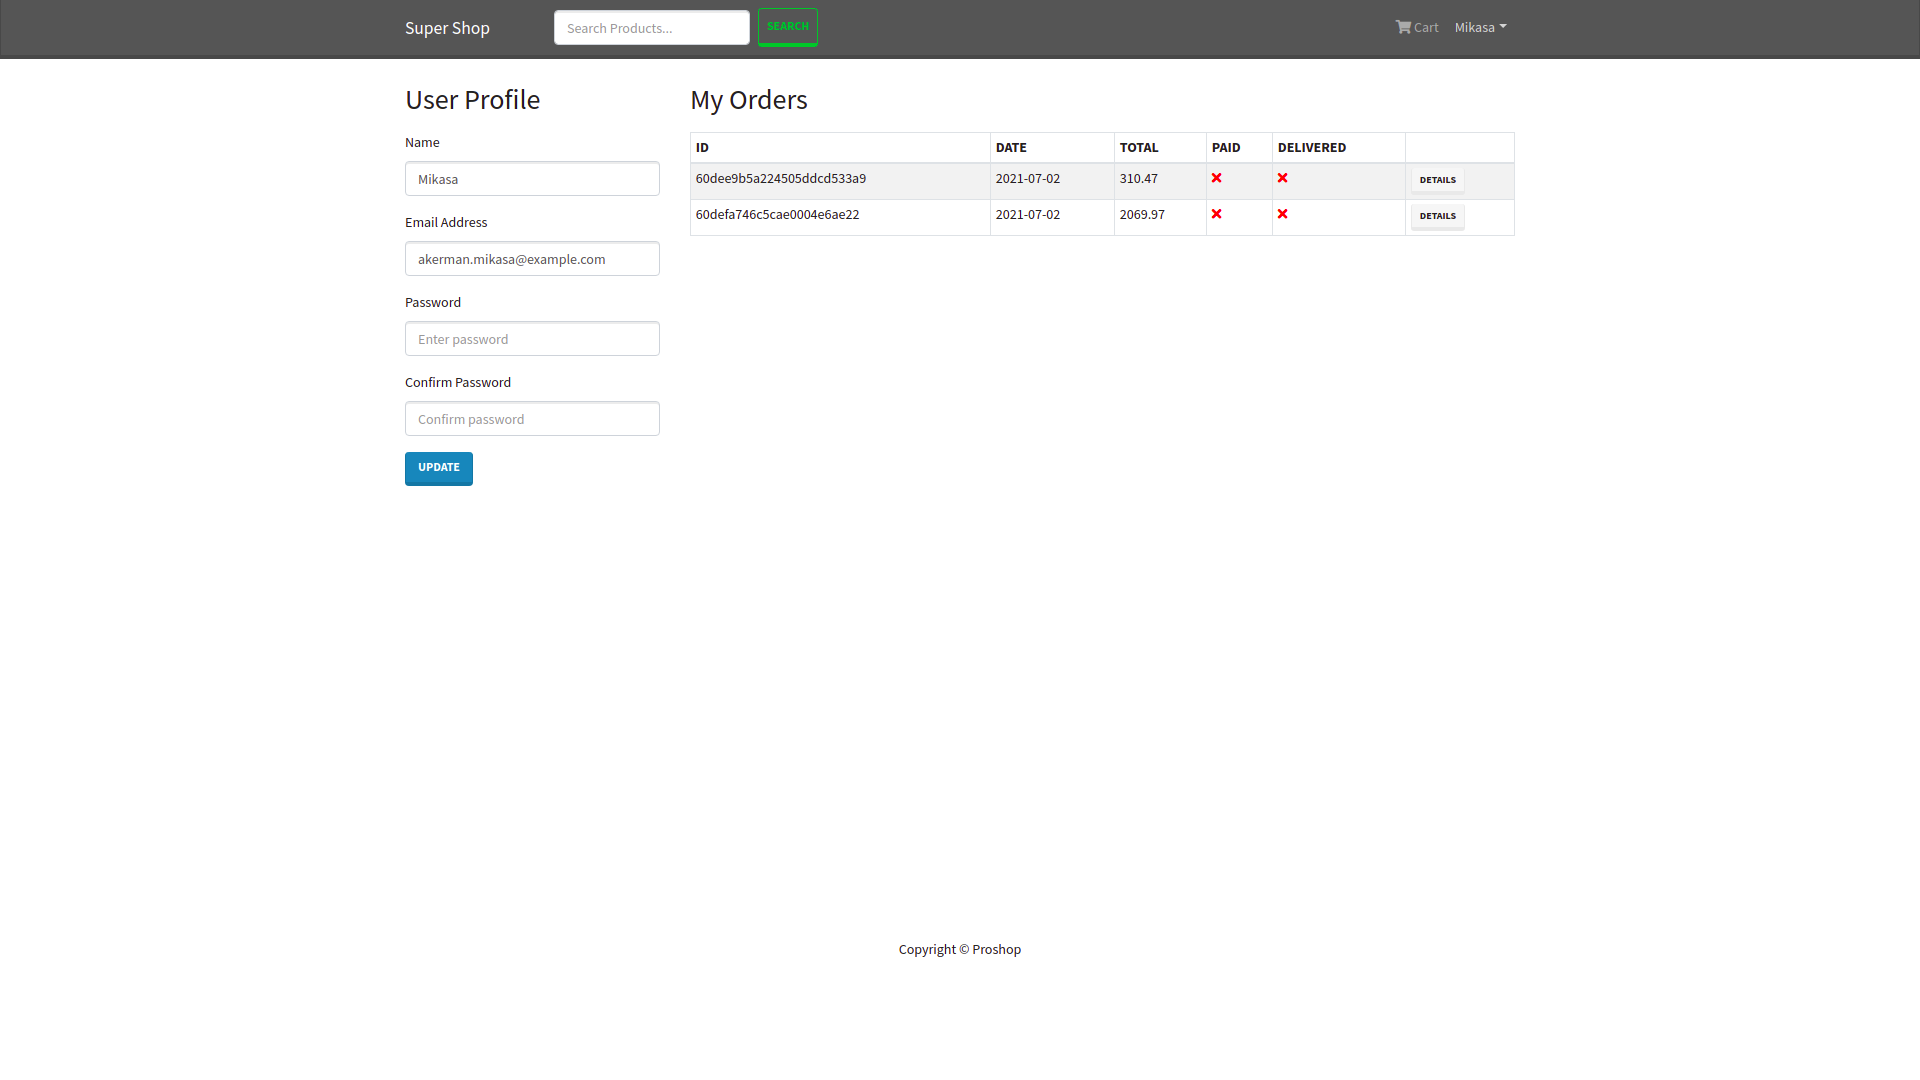 Super Shop
Search Products...
SEARCH
Cart
Mikasa
User Profile
Name
Mikasa
Email Address
akerman.mikasa@example.com
Password
Enter password
Confirm Password
Confirm password
UPDATE
My Orders
ID DATE TOTAL PAID DELIVERED
60dee9b5a224505ddcd533a9 2021-07-02 310.47 DETAILS
60defa746c5cae0004e6ae22 2021-07-02 2069.97 DETAILS
Copyright © Proshop